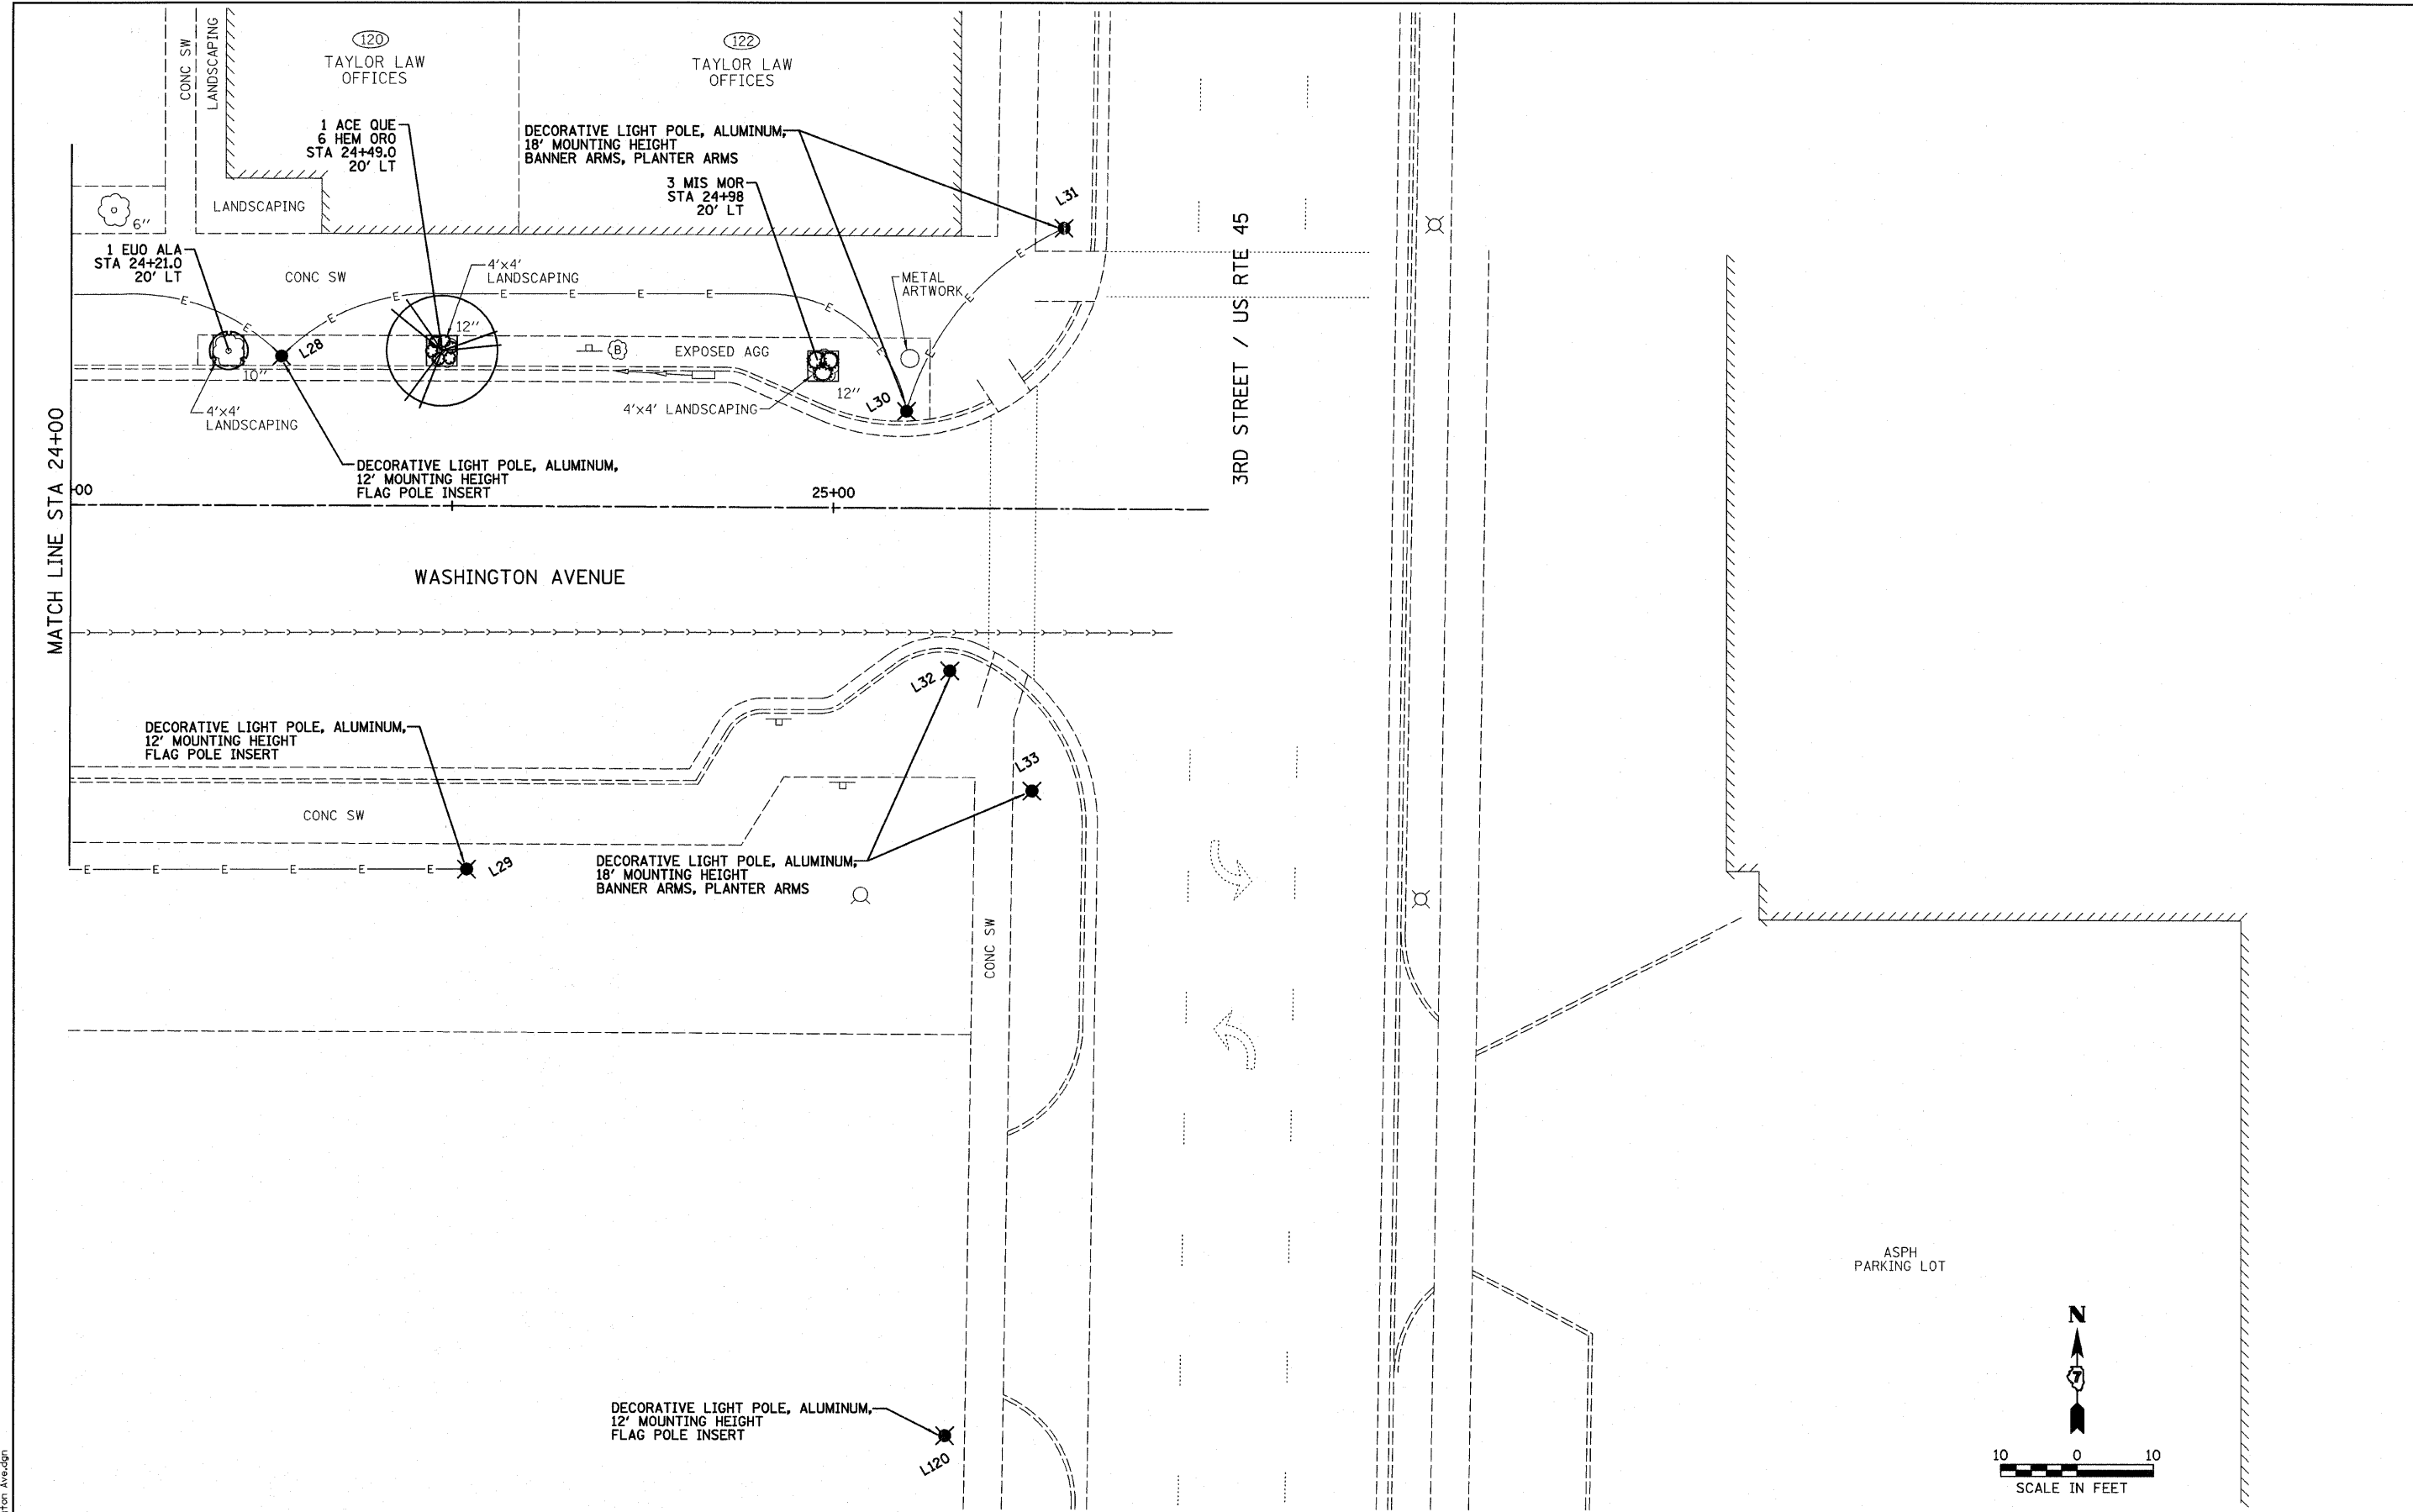 120
TAYLOR LAW
OFFICES
122
TAYLOR LAW
OFFICES
CONC SW
LANDSCAPING
1 ACE QUE
6 HEM ORO
STA 24+49.0
20' LT
DECORATIVE LIGHT POLE, ALUMINUM,
18' MOUNTING HEIGHT
BANNER ARMS, PLANTER ARMS
3 MIS MOR
STA 24+98
20' LT
L31
LANDSCAPING
6''
1 EUO ALA
STA 24+21.0
20' LT
CONC SW
4'x4'
LANDSCAPING
METAL
ARTWORK
E
E
E
E
E
E
E
E
E
E
E
E
E
12''
L28
B
EXPOSED AGG
10''
12''
L30
4'x4'
LANDSCAPING
4'x4' LANDSCAPING
3RD STREET / US RTE 45
MATCH LINE STA 24+00
DECORATIVE LIGHT POLE, ALUMINUM,
12' MOUNTING HEIGHT
FLAG POLE INSERT
00
25+00
WASHINGTON AVENUE
L32
DECORATIVE LIGHT POLE, ALUMINUM,
12' MOUNTING HEIGHT
FLAG POLE INSERT
L33
CONC SW
DECORATIVE LIGHT POLE, ALUMINUM,
18' MOUNTING HEIGHT
BANNER ARMS, PLANTER ARMS
E
E
E
E
E
E
L29
CONC SW
ASPH
PARKING LOT
N
7
DECORATIVE LIGHT POLE, ALUMINUM,
12' MOUNTING HEIGHT
FLAG POLE INSERT
L120
10 0 10
SCALE IN FEET
ton Ave.dgn